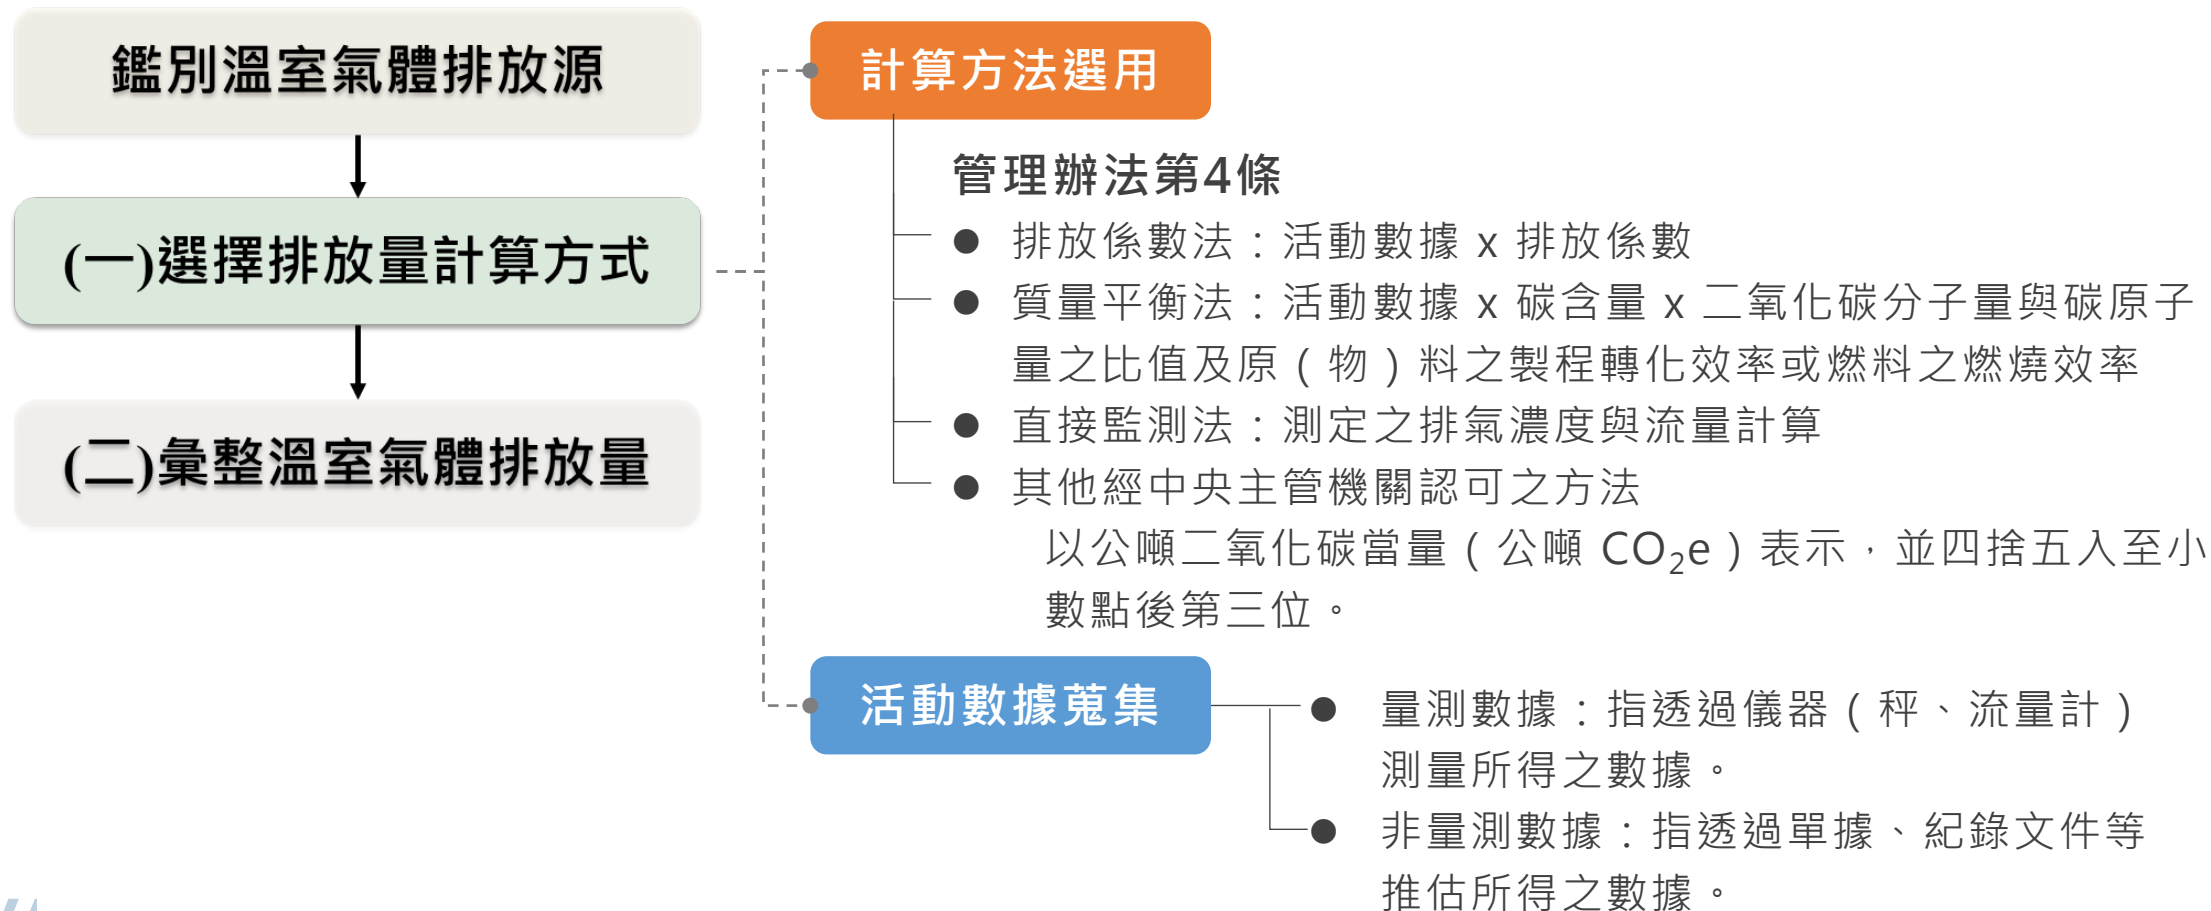 鑑別溫室氣體排放源
(一)選擇排放量計算方式
(二)彙整溫室氣體排放量
計算方法選用
管理辦法第4條
● 排放係數法：活動數據 x 排放係數
● 質量平衡法：活動數據 x 碳含量 x 二氧化碳分子量與碳原子
量之比值及原（物）料之製程轉化效率或燃料之燃燒效率
● 直接監測法：測定之排氣濃度與流量計算
● 其他經中央主管機關認可之方法
以公噸二氧化碳當量（公噸 CO₂e）表示，並四捨五入至小
數點後第三位。
活動數據蒐集
● 量測數據：指透過儀器（秤、流量計）
測量所得之數據。
● 非量測數據：指透過單據、紀錄文件等
推估所得之數據。